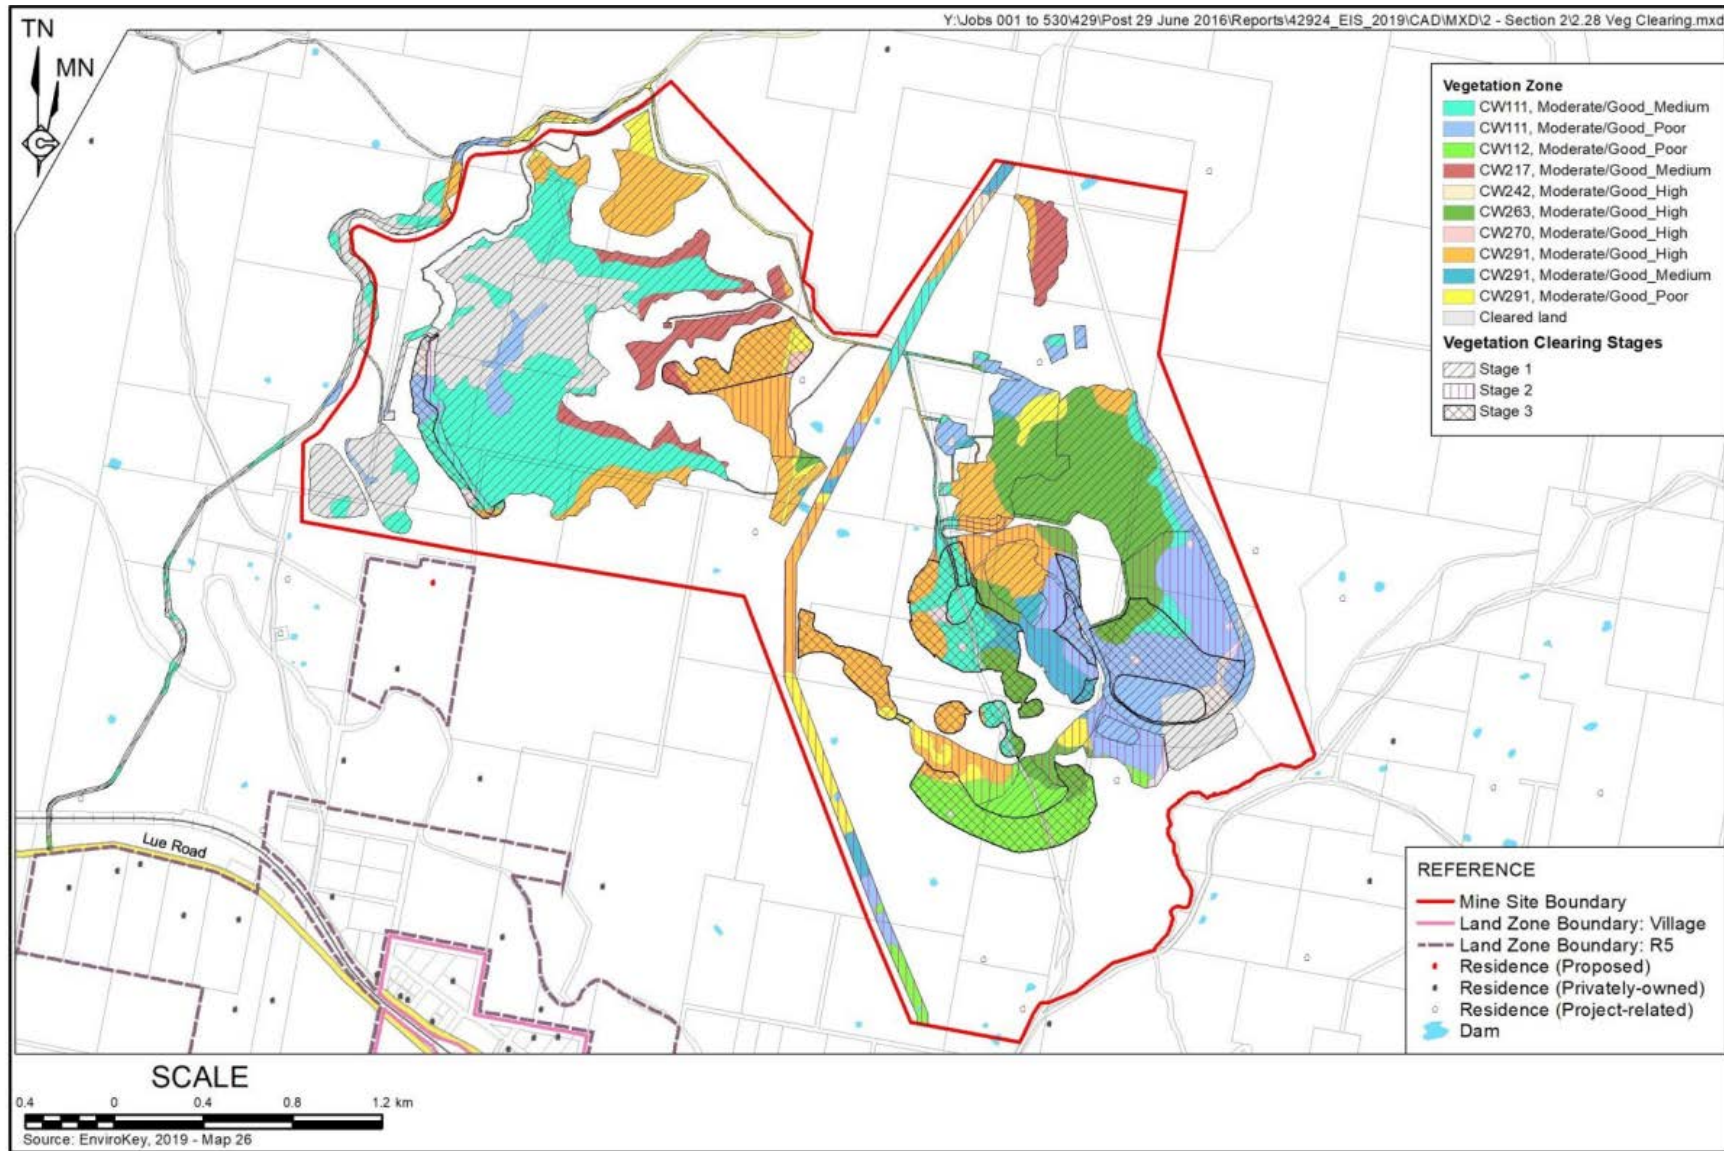 Y:\Jobs 001 to 530\429\Post 29 June 2016\Reports\42924_EIS_2019\CAD\MXD\2 - Section 2\2.28 Veg Clearing.mxd
TN
MN
Vegetation Zone
CW111, Moderate/Good_Medium
CW111, Moderate/Good_Poor
CW112, Moderate/Good_Poor
CW217, Moderate/Good_Medium
CW242, Moderate/Good_High
CW263, Moderate/Good_High
CW270, Moderate/Good_High
CW291, Moderate/Good_High
CW291, Moderate/Good_Medium
CW291, Moderate/Good_Poor
Cleared land
Vegetation Clearing Stages
Stage 1
Stage 2
Stage 3
Lue Road
REFERENCE
Mine Site Boundary
Land Zone Boundary: Village
Land Zone Boundary: R5
Residence (Proposed)
Residence (Privately-owned)
Residence (Project-related)
Dam
SCALE
0.4 0 0.4 0.8 1.2 km
Source: EnviroKey, 2019 - Map 26